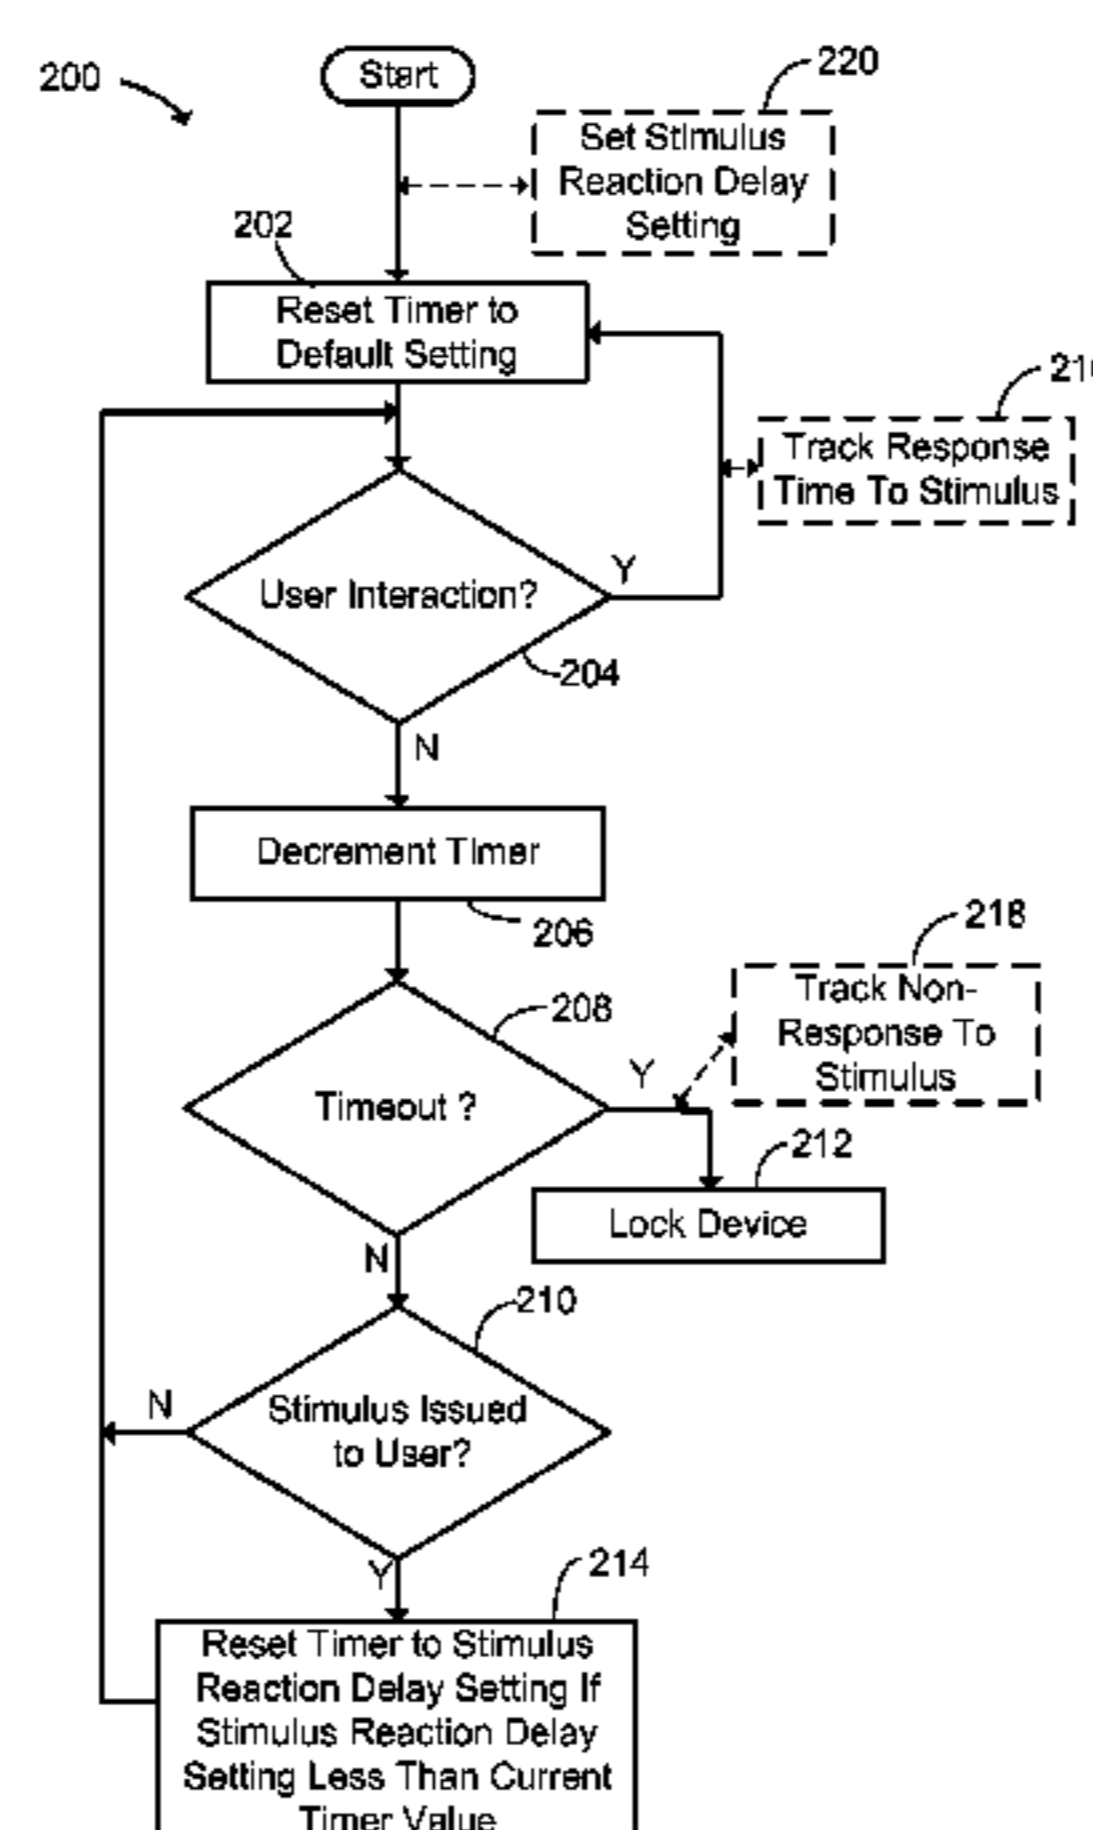 200
Start
220
Set Stimulus
Reaction Delay
Setting
202
Reset Timer to
Default Setting
Track Response
Time To Stimulus
User Interaction?
Y
204
N
Decrement Timer
206
218
Track Non-
Response To
Stimulus
208
Timeout ?
Y
212
Lock Device
N
210
Stimulus Issued
to User?
N
Y
214
Reset Timer to Stimulus
Reaction Delay Setting If
Stimulus Reaction Delay
Setting Less Than Current
Timer Value